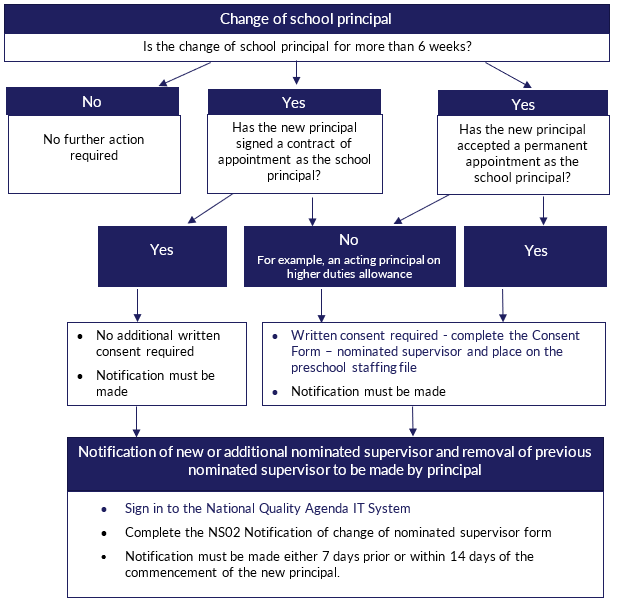 Change of school principal
Is the change of school principal for more than 6 weeks?
No
No further action
required
Yes
Has the new principal
signed a contract of
appointment as the school
principal?
Yes
Has the new principal
accepted a permanent
appointment as the
school principal?
Yes
No
For example, an acting principal on
higher duties allowance
Yes
• No additional written
consent required
• Notification must be
made
• Written consent required - complete the Consent
Form – nominated supervisor and place on the
preschool staffing file
• Notification must be made
Notification of new or additional nominated supervisor and removal of previous
nominated supervisor to be made by principal
• Sign in to the National Quality Agenda IT System
• Complete the NS02 Notification of change of nominated supervisor form
• Notification must be made either 7 days prior or within 14 days of the
commencement of the new principal.